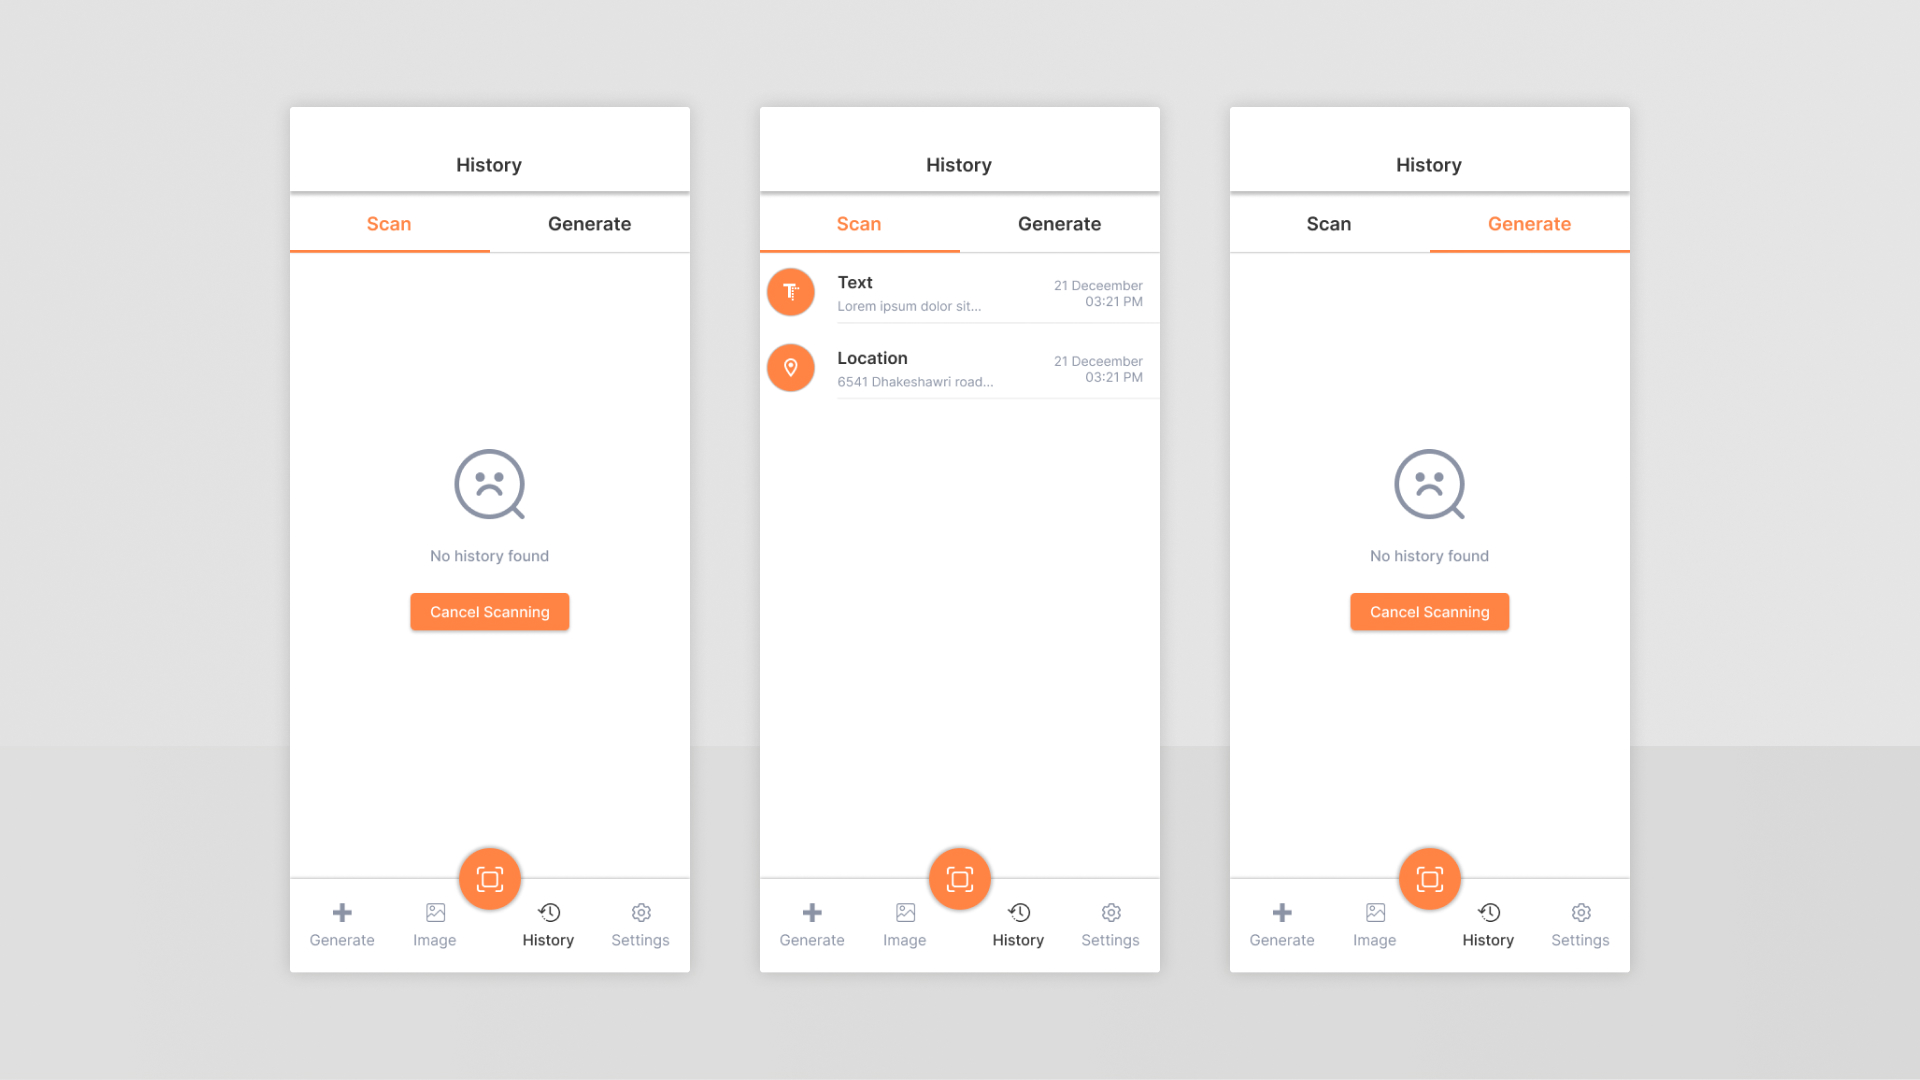 History
Scan Generate
No history found
Cancel Scanning
Generate Image History Settings
History
Scan Generate
Text
Lorem ipsum dolor sit...
21 Deceember
03:21 PM
Location
6541 Dhakeshawri road...
21 Deceember
03:21 PM
Generate Image History Settings
History
Scan Generate
No history found
Cancel Scanning
Generate Image History Settings